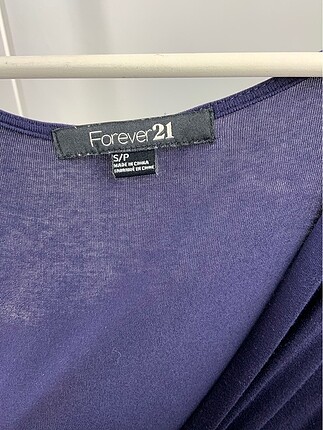 Forever21
S/P
MADE IN CHINA
FABRIQUÉ EN CHINE